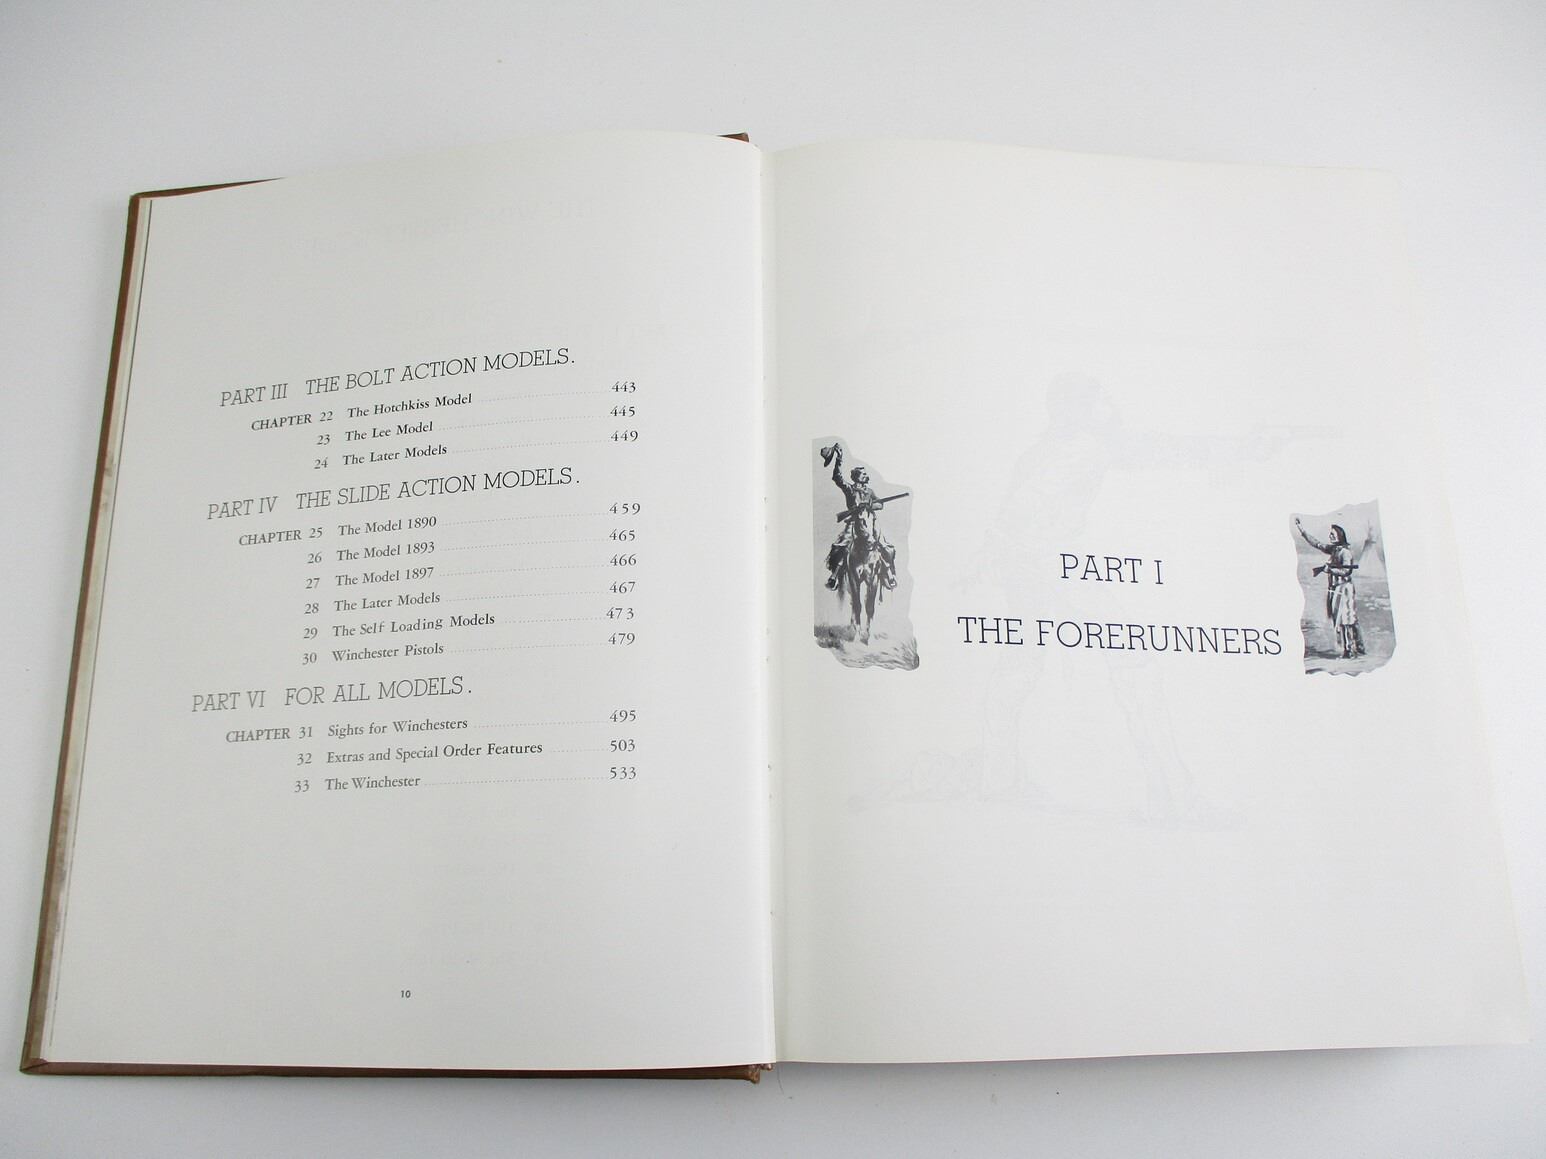 PART III THE BOLT ACTION MODELS.
CHAPTER 22 The Hotchkiss Model 443
23 The Lee Model 445
24 The Later Models 449
PART IV THE SLIDE ACTION MODELS.
CHAPTER 25 The Model 1890 459
26 The Model 1893 465
27 The Model 1897 466
28 The Later Models 467
29 The Self Loading Models 473
30 Winchester Pistols 479
PART VI FOR ALL MODELS.
CHAPTER 31 Sights for Winchesters 495
32 Extras and Special Order Features 503
33 The Winchester 533
10
PART I
THE FORERUNNERS